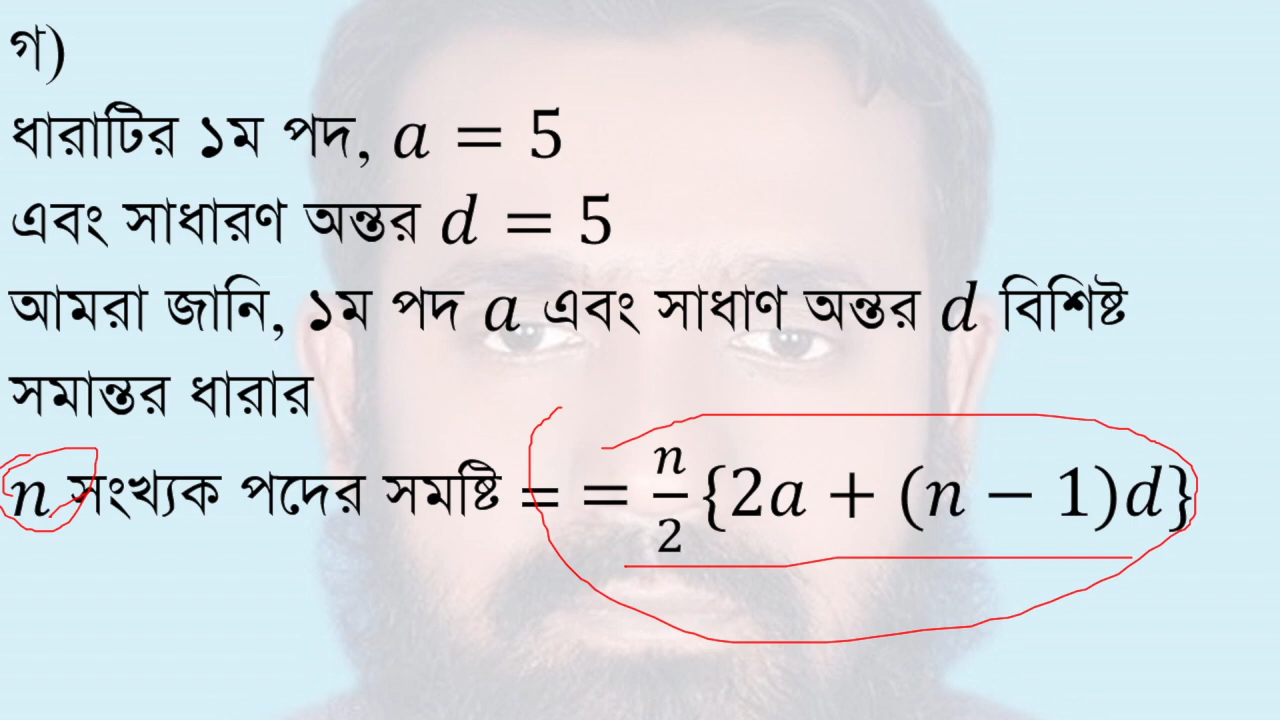 গ)
ধারাটির ১ম পদ, a = 5
এবং সাধারণ অন্তর d = 5
আমরা জানি, ১ম পদ a এবং সাধাণ অন্তর d বিশিষ্ট
সমান্তর ধারার
n সংখ্যক পদের সমষ্টি = = n/2 {2a + (n − 1)d}